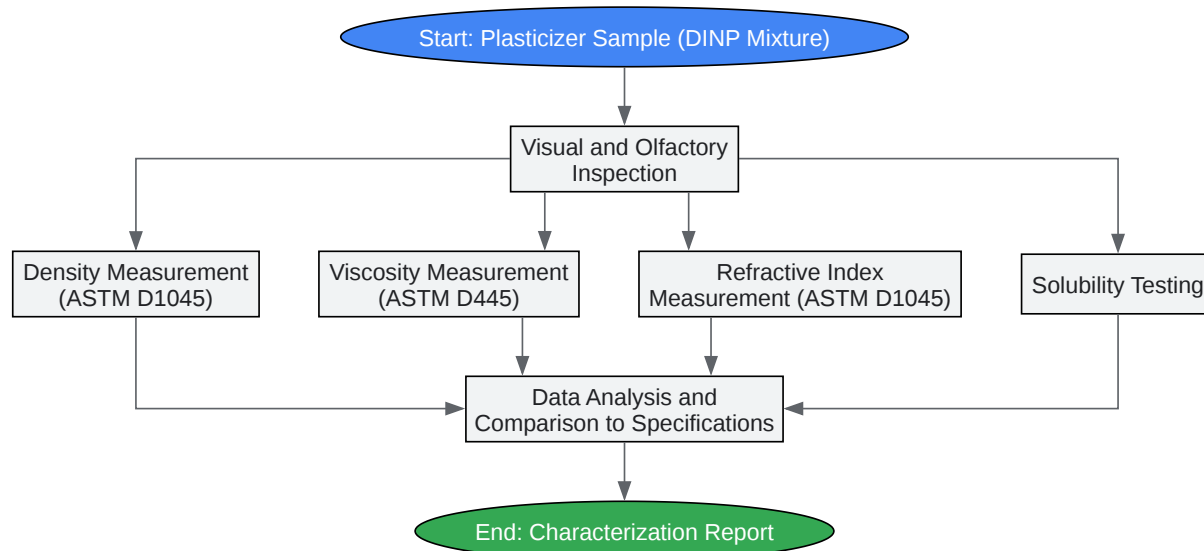 Start: Plasticizer Sample (DINP Mixture)
Visual and Olfactory
Inspection
Density Measurement
(ASTM D1045)
Viscosity Measurement
(ASTM D445)
Refractive Index
Measurement (ASTM D1045)
Solubility Testing
Data Analysis and
Comparison to Specifications
End: Characterization Report